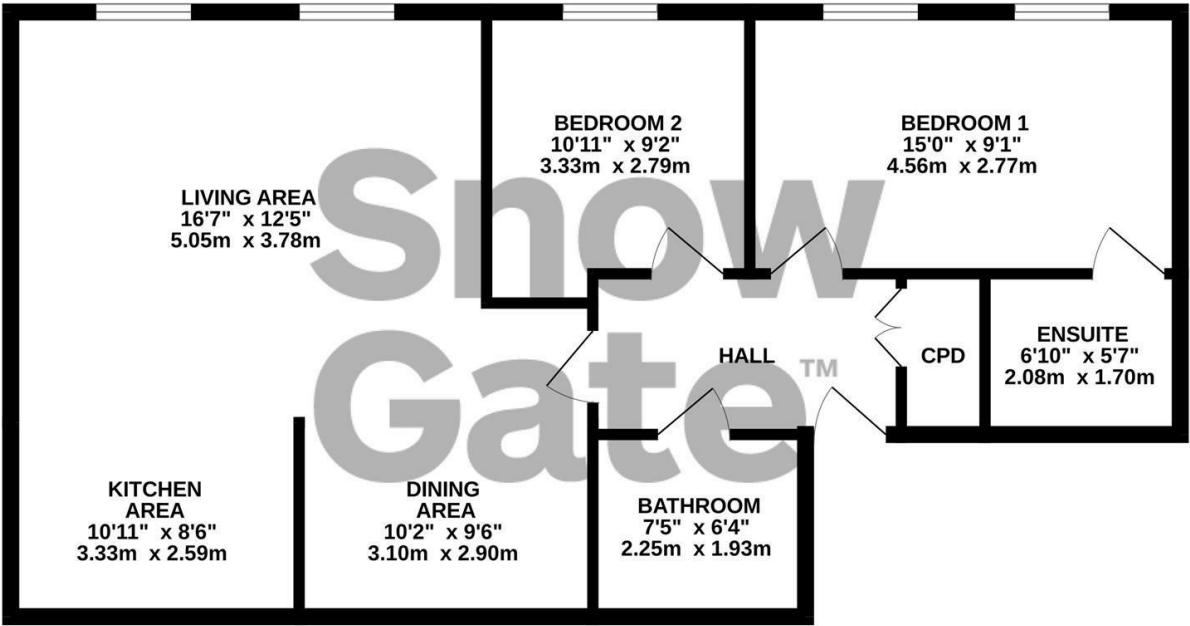 BEDROOM 2
10'11" x 9'2"
3.33m x 2.79m
BEDROOM 1
15'0" x 9'1"
4.56m x 2.77m
LIVING AREA
16'7" x 12'5"
5.05m x 3.78m
Snow
Gate™
HALL
CPD
ENSUITE
6'10" x 5'7"
2.08m x 1.70m
KITCHEN
AREA
10'11" x 8'6"
3.33m x 2.59m
DINING
AREA
10'2" x 9'6"
3.10m x 2.90m
BATHROOM
7'5" x 6'4"
2.25m x 1.93m